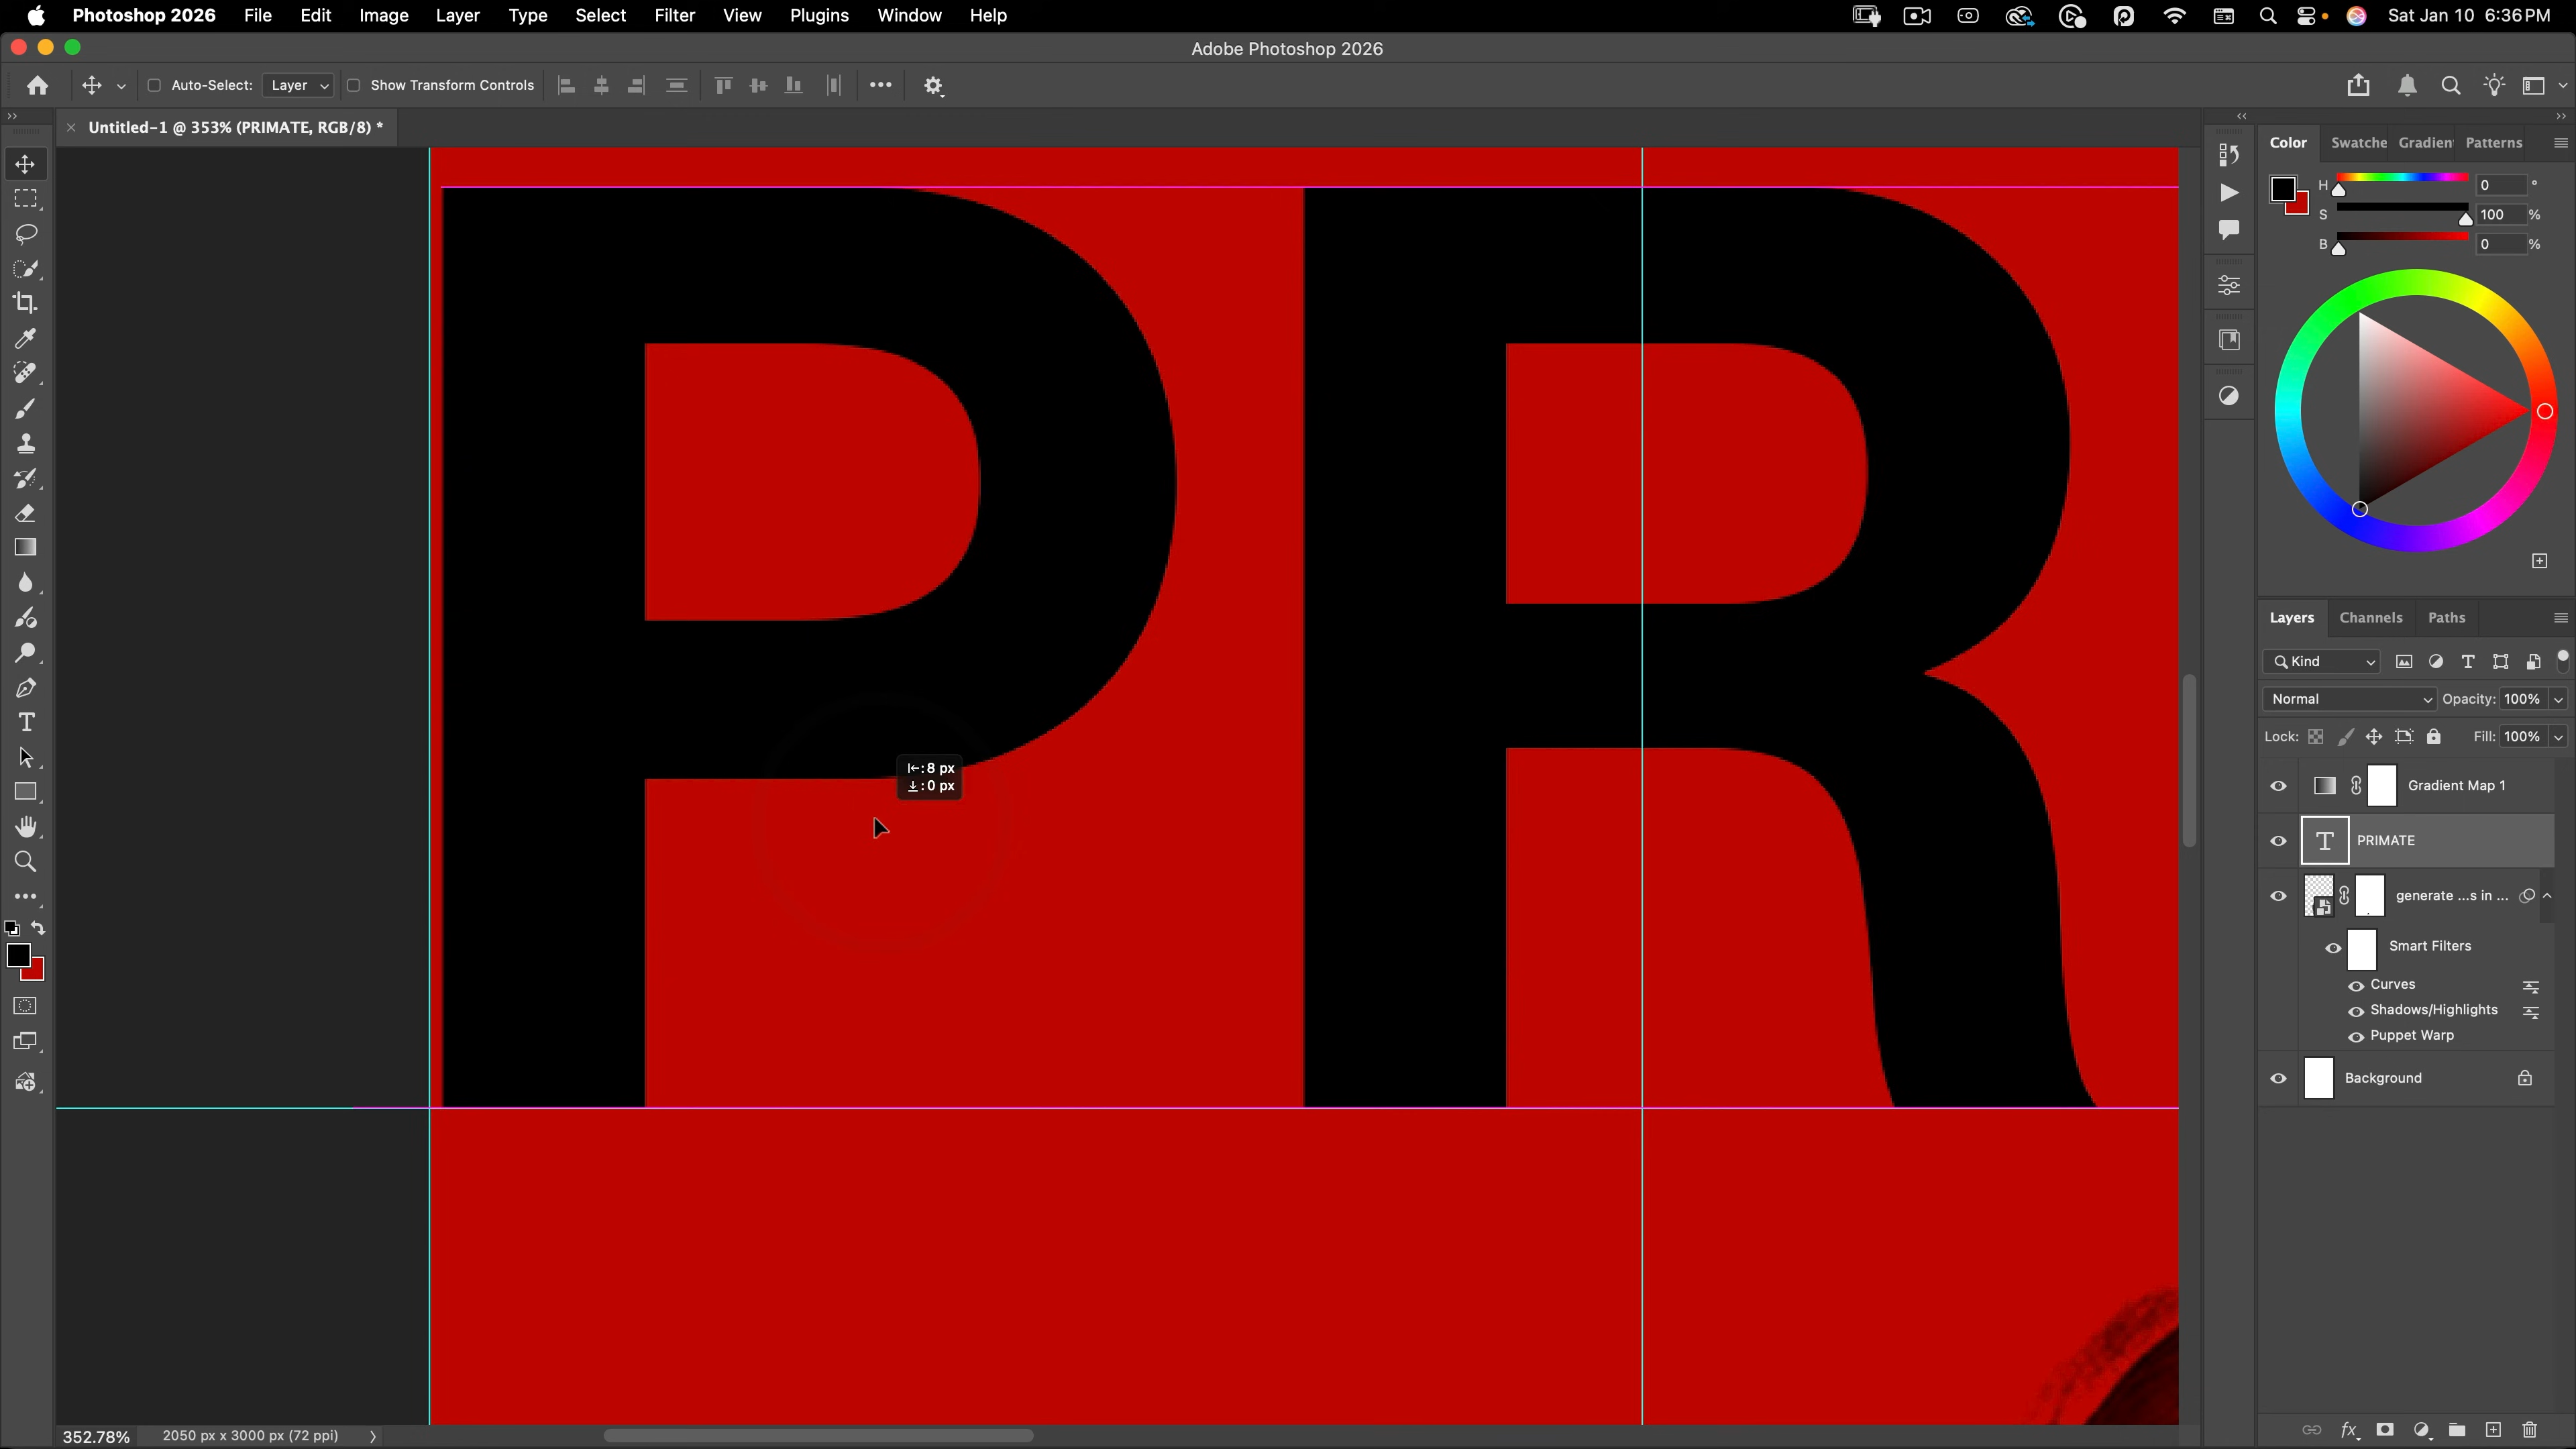 Photoshop 2026 File Edit Image Layer Type Select Filter View Plugins Window Help Sat Jan 10 6:36 PM
Adobe Photoshop 2026
Auto-Select: Layer Show Transform Controls
Untitled-1 @ 353% (PRIMATE, RGB/8) *
Color Swatche Gradien Patterns
H 0 °
S 100 %
B 0 %
PR
8 px
0 px
Layers Channels Paths
Kind
Normal Opacity: 100%
Lock: Fill: 100%
Gradient Map 1
T PRIMATE
generate ...s in ...
Smart Filters
Curves
Shadows/Highlights
Puppet Warp
Background
352.78% 2050 px x 3000 px (72 ppi)
fx